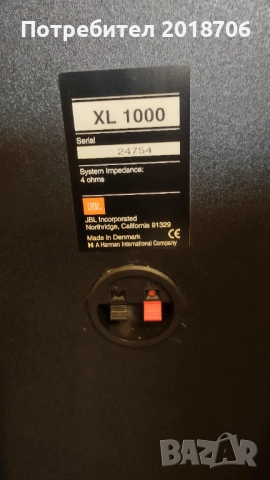 Потребител 2018706
XL 1000
Serial
24754
System Impedance:
4 ohms
JBL
JBL Incorporated
Northridge, California 91329
Made in Denmark CE
H A Harman International Company
BAZAR